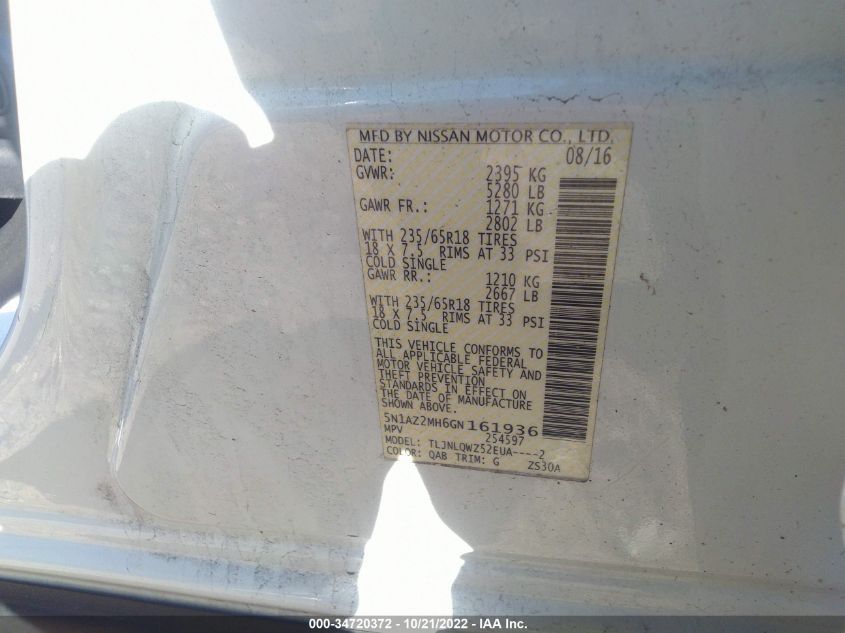 MFD BY NISSAN MOTOR CO., LTD.
DATE: 08/16
GVWR: 2395 KG
5280 LB
GAWR FR.: 1271 KG
2802 LB
WITH 235/65R18 TIRES
18 X 7.5 RIMS AT 33 PSI
COLD SINGLE
GAWR RR.: 1210 KG
2667 LB
WITH 235/65R18 TIRES
18 X 7.5 RIMS AT 33 PSI
COLD SINGLE
THIS VEHICLE CONFORMS TO
ALL APPLICABLE FEDERAL
MOTOR VEHICLE SAFETY AND
THEFT PREVENTION
STANDARDS IN EFFECT ON
THE DATE OF MANUFACTURE
SHOWN ABOVE.
5N1AZ2MH6GN161936
MPV 254597
MODEL: TLJNLQWZ52EUA----2
COLOR: QAB TRIM: G ZS30A
000-34720372 - 10/21/2022 - IAA Inc.